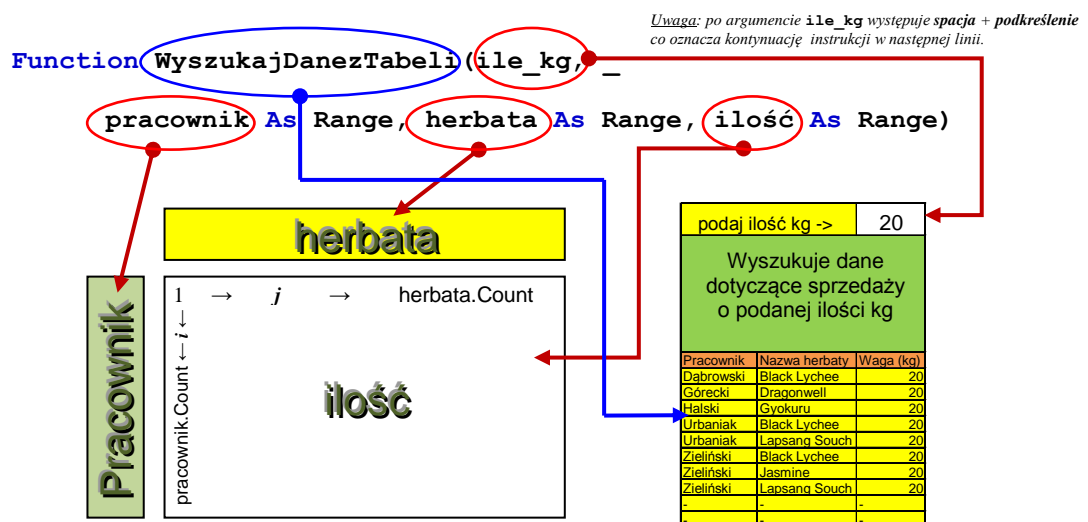 Uwaga: po argumencie ile_kg występuje spacja + podkreślenie
co oznacza kontynuację instrukcji w następnej linii.
Function WyszukajDanezTabeli(ile_kg, _
pracownik As Range, herbata As Range, ilość As Range)
herbata
Pracownik
1 → j → herbata.Count
pracownik.Count ← i ←
ilość
podaj ilość kg -> 20
Wyszukuje dane
dotyczące sprzedaży
o podanej ilości kg
Pracownik Nazwa herbaty Waga (kg)
Dąbrowski Black Lychee 20
Górecki Dragonwell 20
Halski Gyokuru 20
Urbaniak Black Lychee 20
Urbaniak Lapsang Souch 20
Zieliński Black Lychee 20
Zieliński Jasmine 20
Zieliński Lapsang Souch 20
- - -
- - -